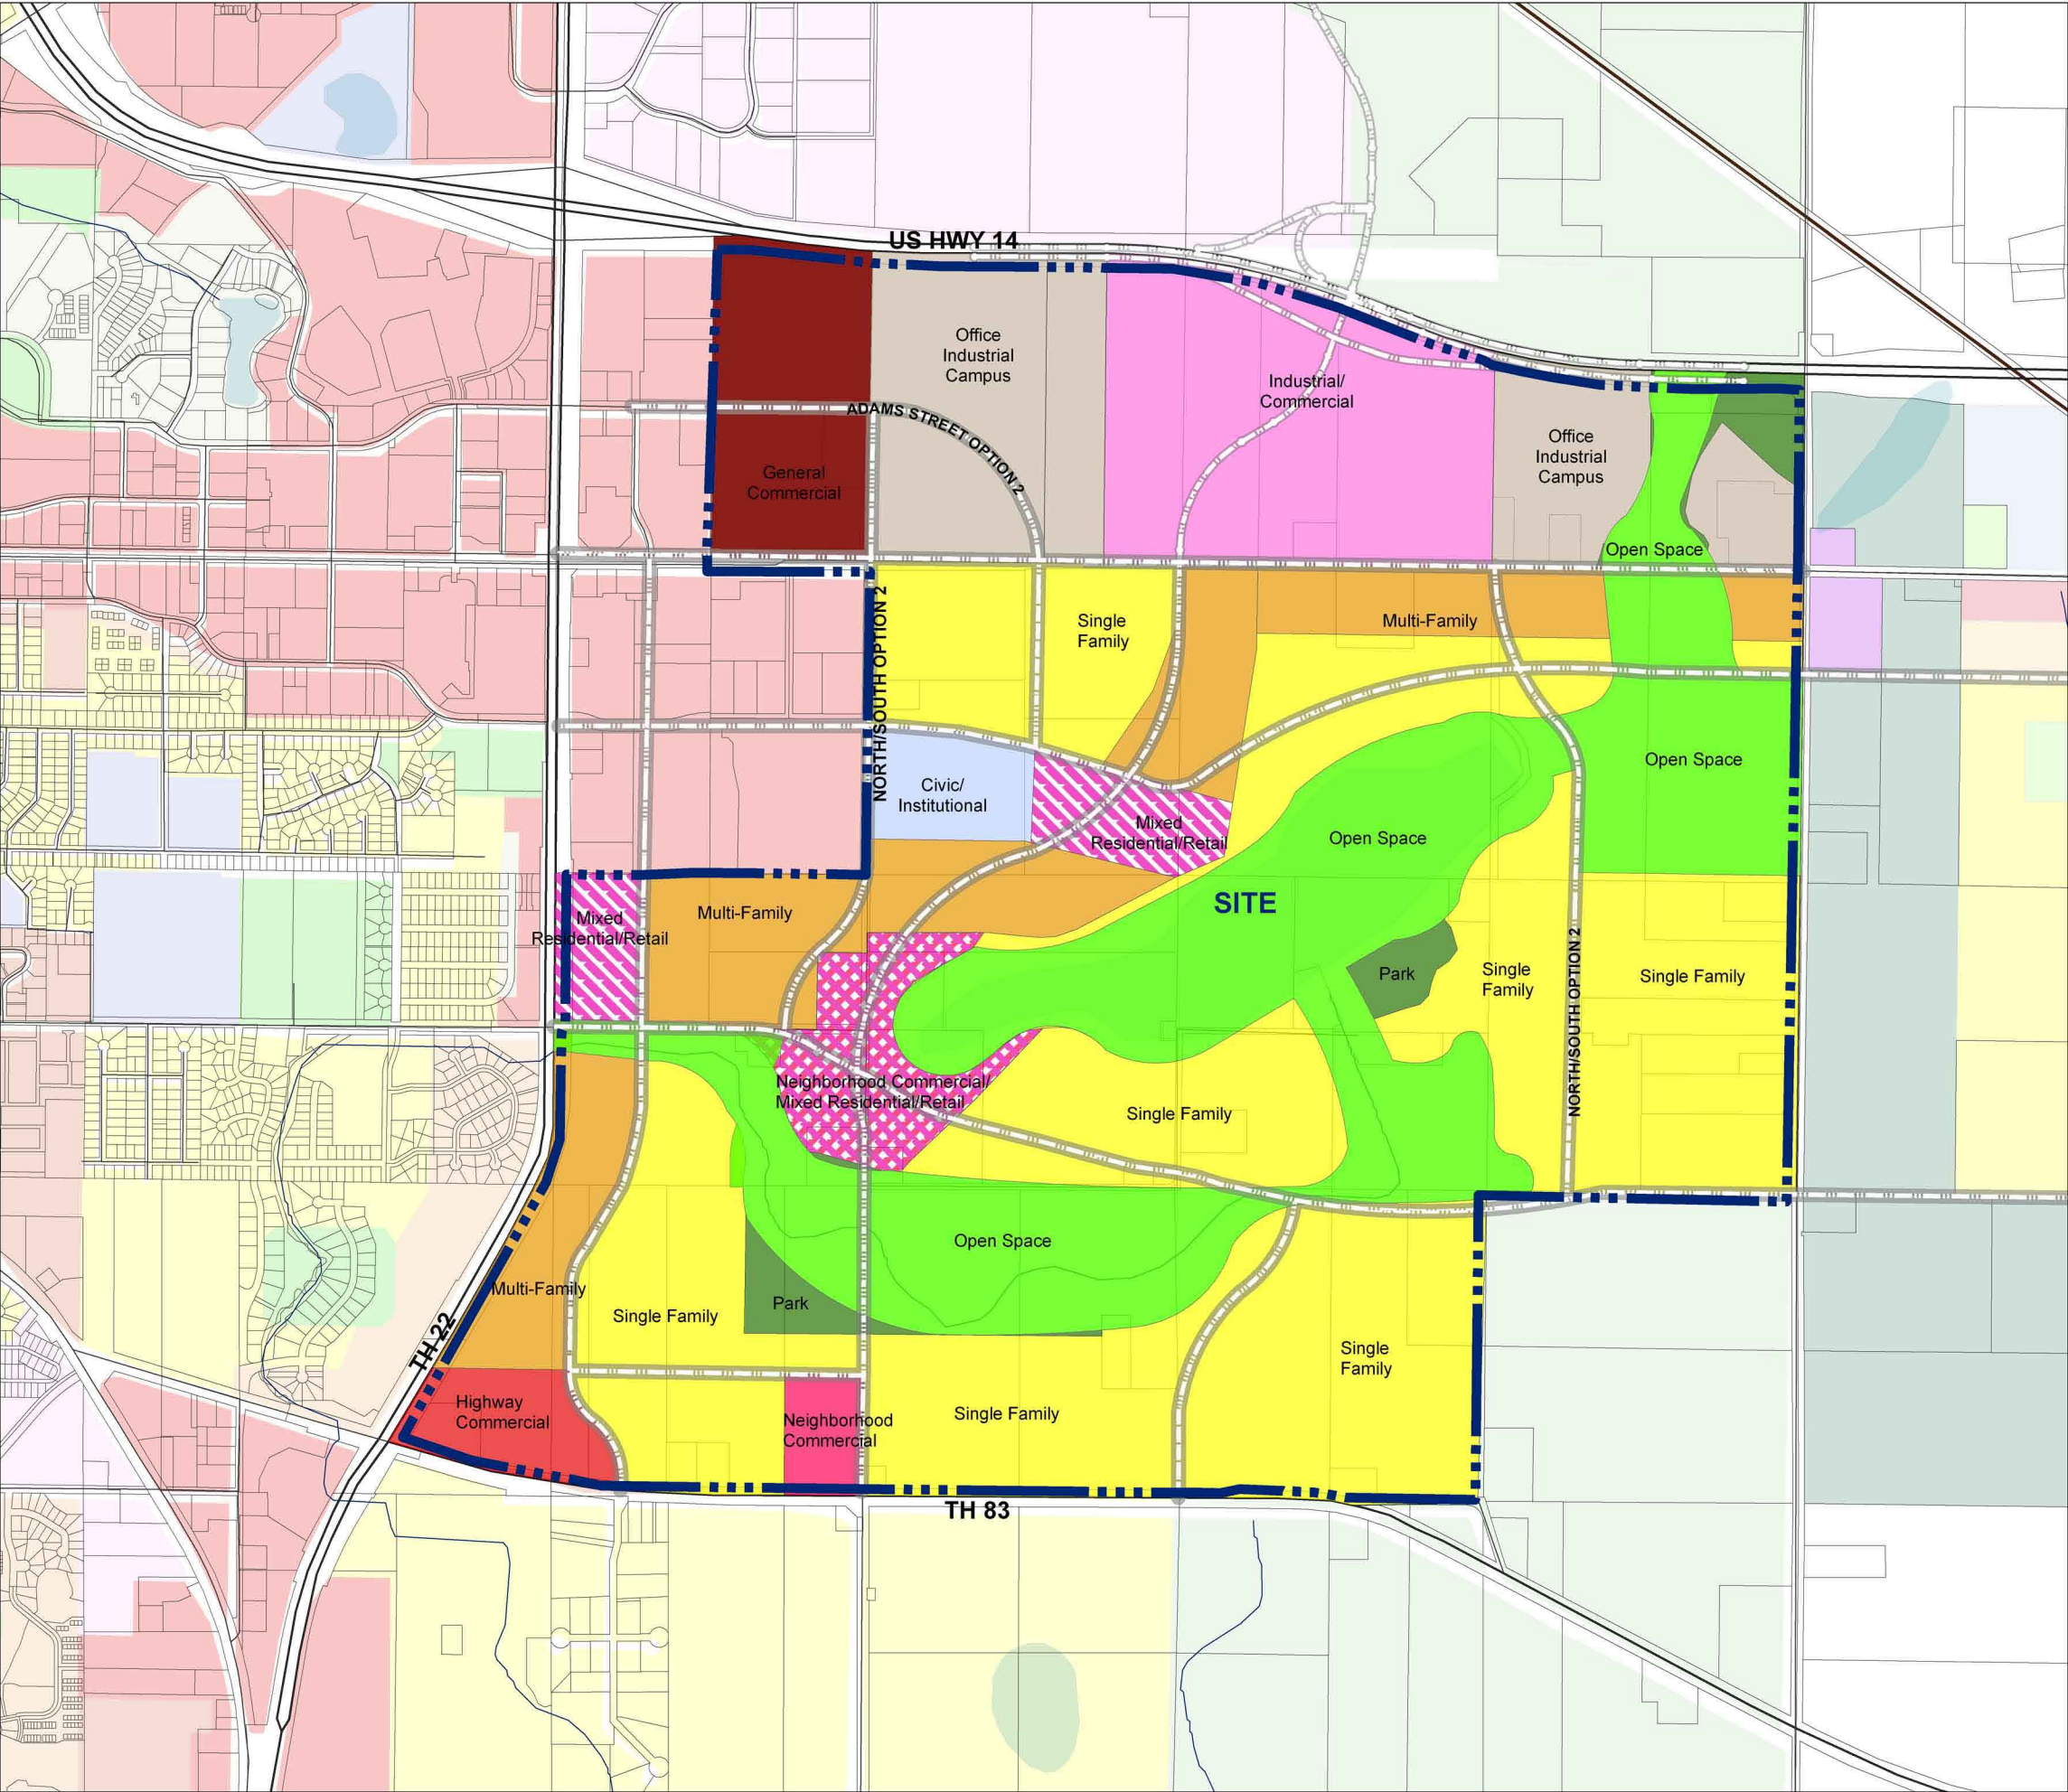 US HWY 14
Office
Industrial
Campus
Industrial/
Commercial
ADAMS STREET OPTION 2
General
Commercial
Office
Industrial
Campus
Open Space
NORTH/SOUTH OPTION 2
Single
Family
Multi-Family
Civic/
Institutional
Mixed
Residential/Retail
Open Space
Open Space
SITE
Mixed
Residential/Retail
Multi-Family
Park
Single
Family
Single Family
NORTH/SOUTH OPTION 2
Neighborhood Commercial/
Mixed Residential/Retail
Single Family
Open Space
Multi-Family
Single Family
Park
TH 22
Single
Family
Highway
Commercial
Neighborhood
Commercial
Single Family
TH 83